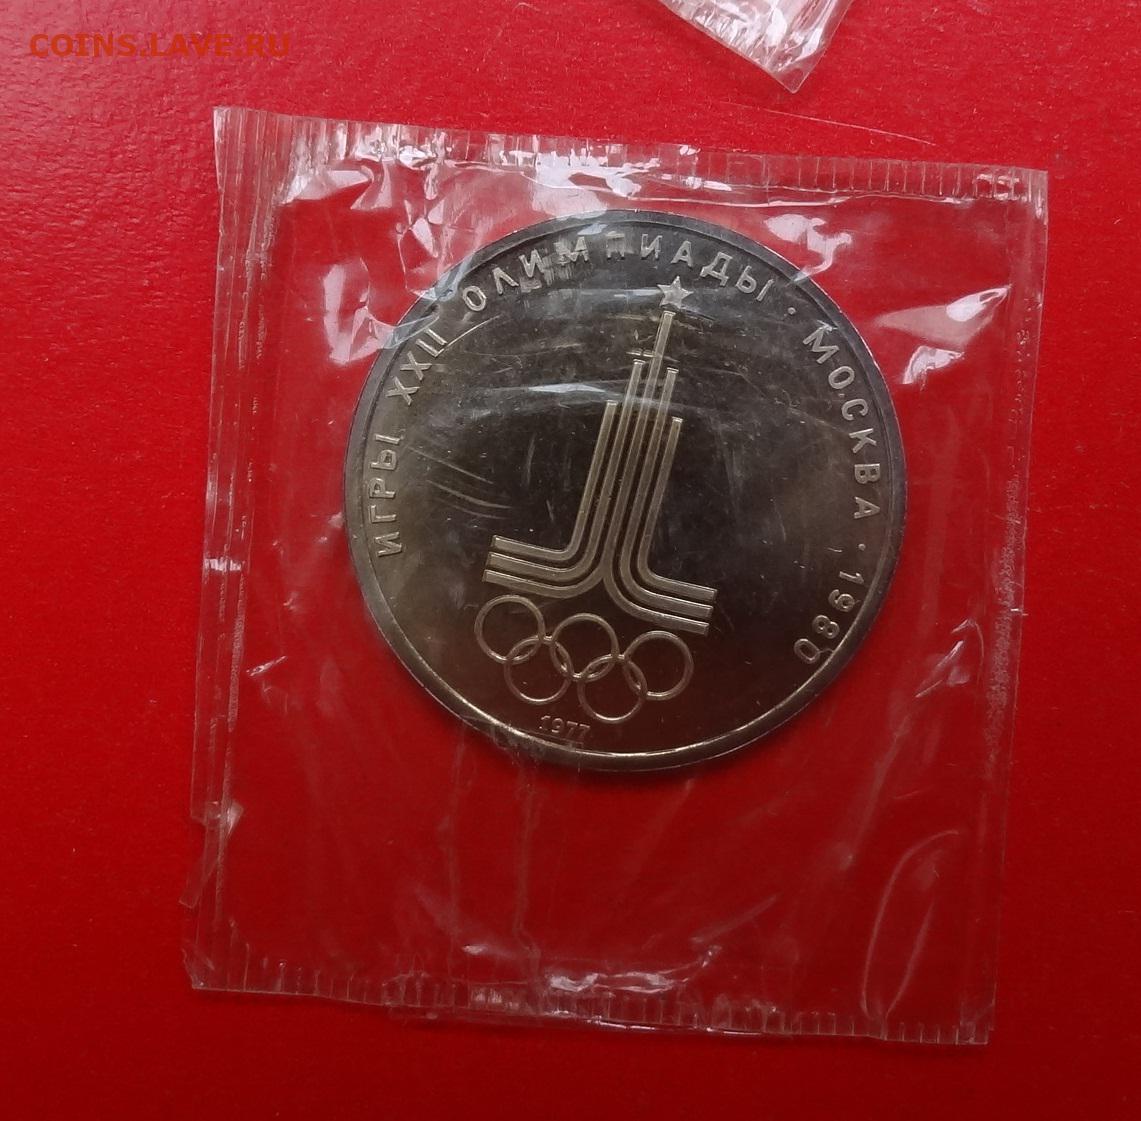 COINS.LAVE.RU
ИГРЫ XXII ОЛИМПИАДЫ · МОСКВА · 1980
1977